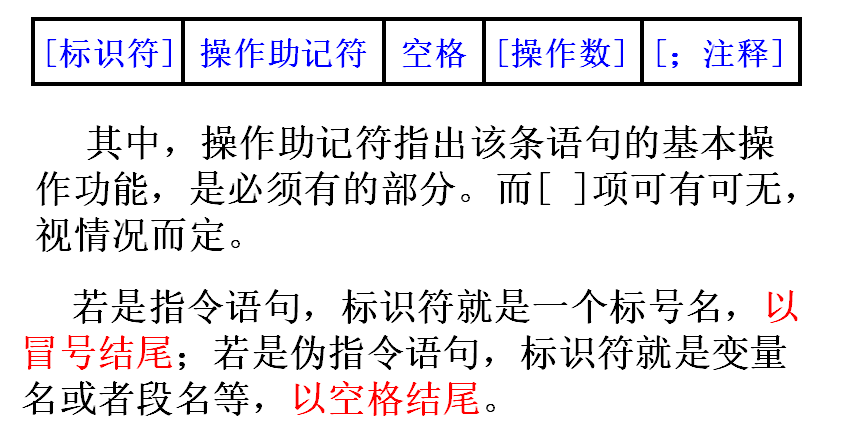 [标识符] 操作助记符 空格 [操作数] [；注释]
其中，操作助记符指出该条语句的基本操
作功能，是必须有的部分。而[ ]项可有可无，
视情况而定。
若是指令语句，标识符就是一个标号名，以
冒号结尾；若是伪指令语句，标识符就是变量
名或者段名等，以空格结尾。